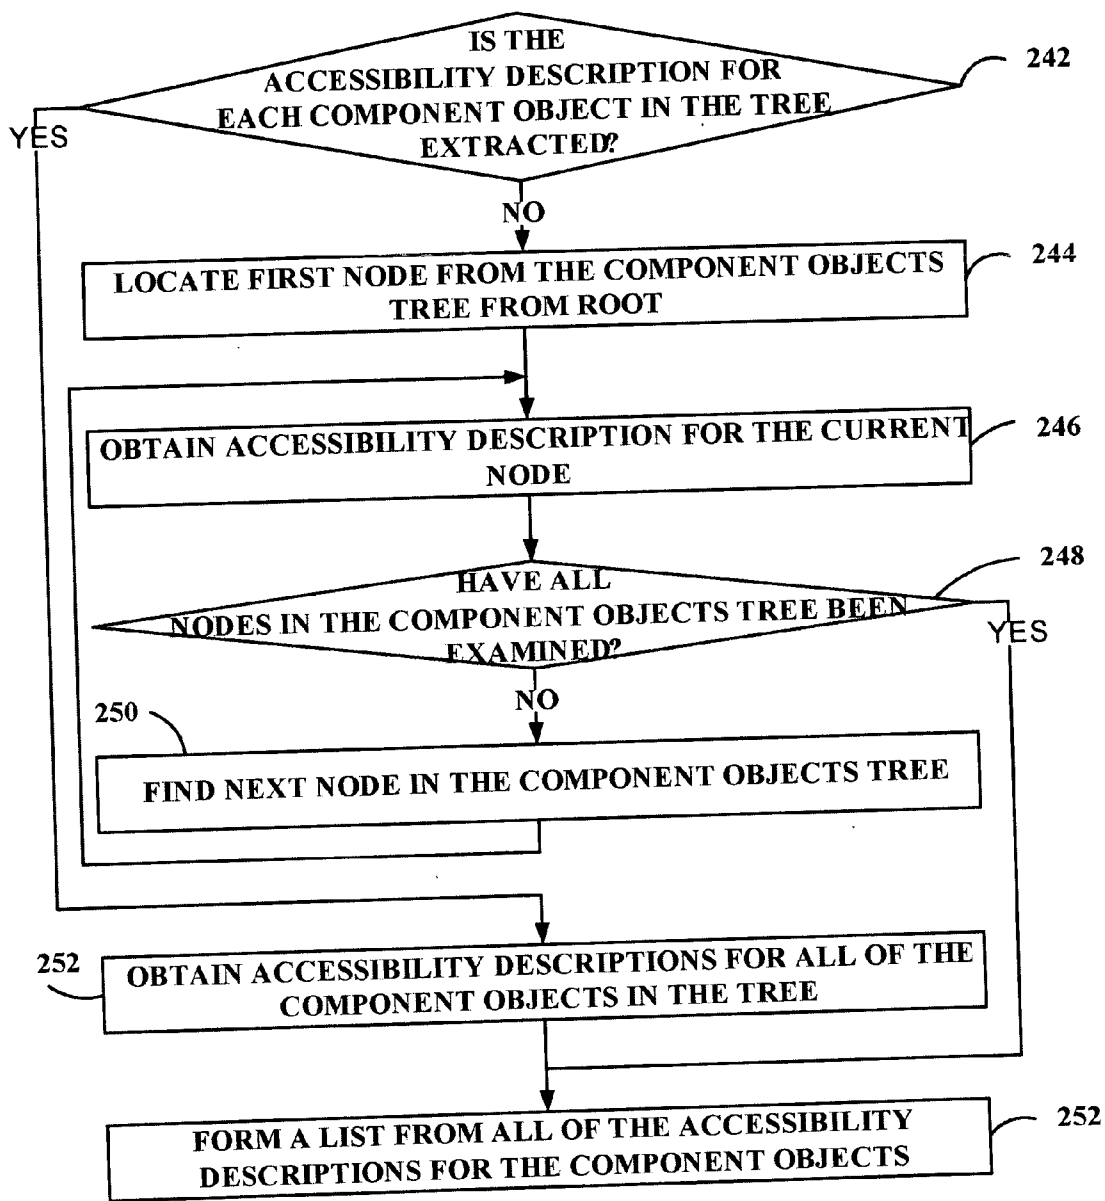 IS THE
ACCESSIBILITY DESCRIPTION FOR
EACH COMPONENT OBJECT IN THE TREE
EXTRACTED?
242
YES
NO
LOCATE FIRST NODE FROM THE COMPONENT OBJECTS
TREE FROM ROOT
244
OBTAIN ACCESSIBILITY DESCRIPTION FOR THE CURRENT
NODE
246
HAVE ALL
NODES IN THE COMPONENT OBJECTS TREE BEEN
EXAMINED?
248
YES
NO
250
FIND NEXT NODE IN THE COMPONENT OBJECTS TREE
252
OBTAIN ACCESSIBILITY DESCRIPTIONS FOR ALL OF THE
COMPONENT OBJECTS IN THE TREE
FORM A LIST FROM ALL OF THE ACCESSIBILITY
DESCRIPTIONS FOR THE COMPONENT OBJECTS
252